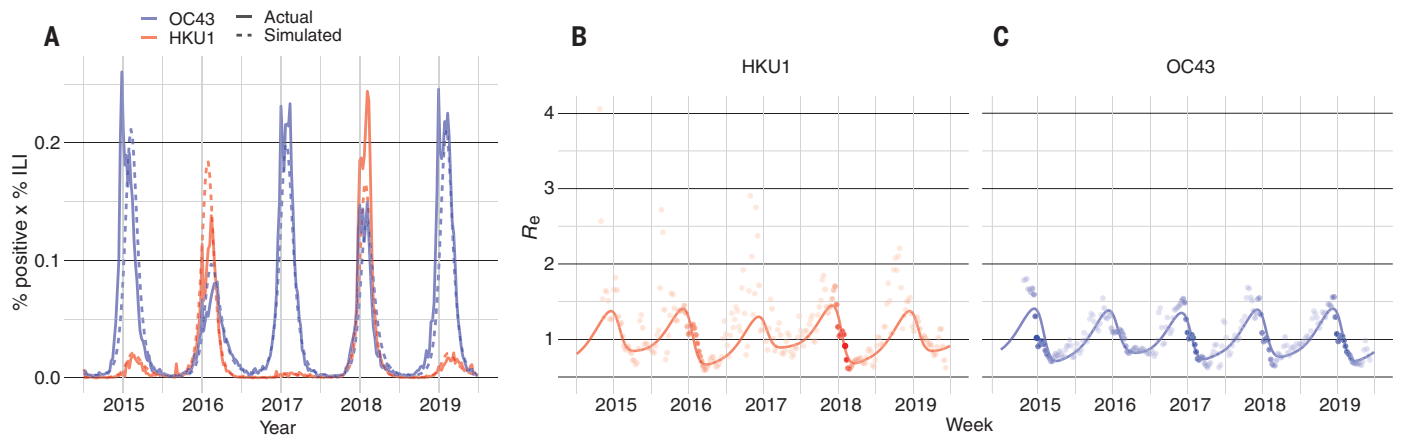 A
OC43
HKU1
Actual
Simulated
% positive x % ILI
0.2
0.1
0.0
2015 2016 2017 2018 2019
Year
B
HKU1
Re
4
3
2
1
2015 2016 2017 2018 2019
C
OC43
2015 2016 2017 2018 2019
Week